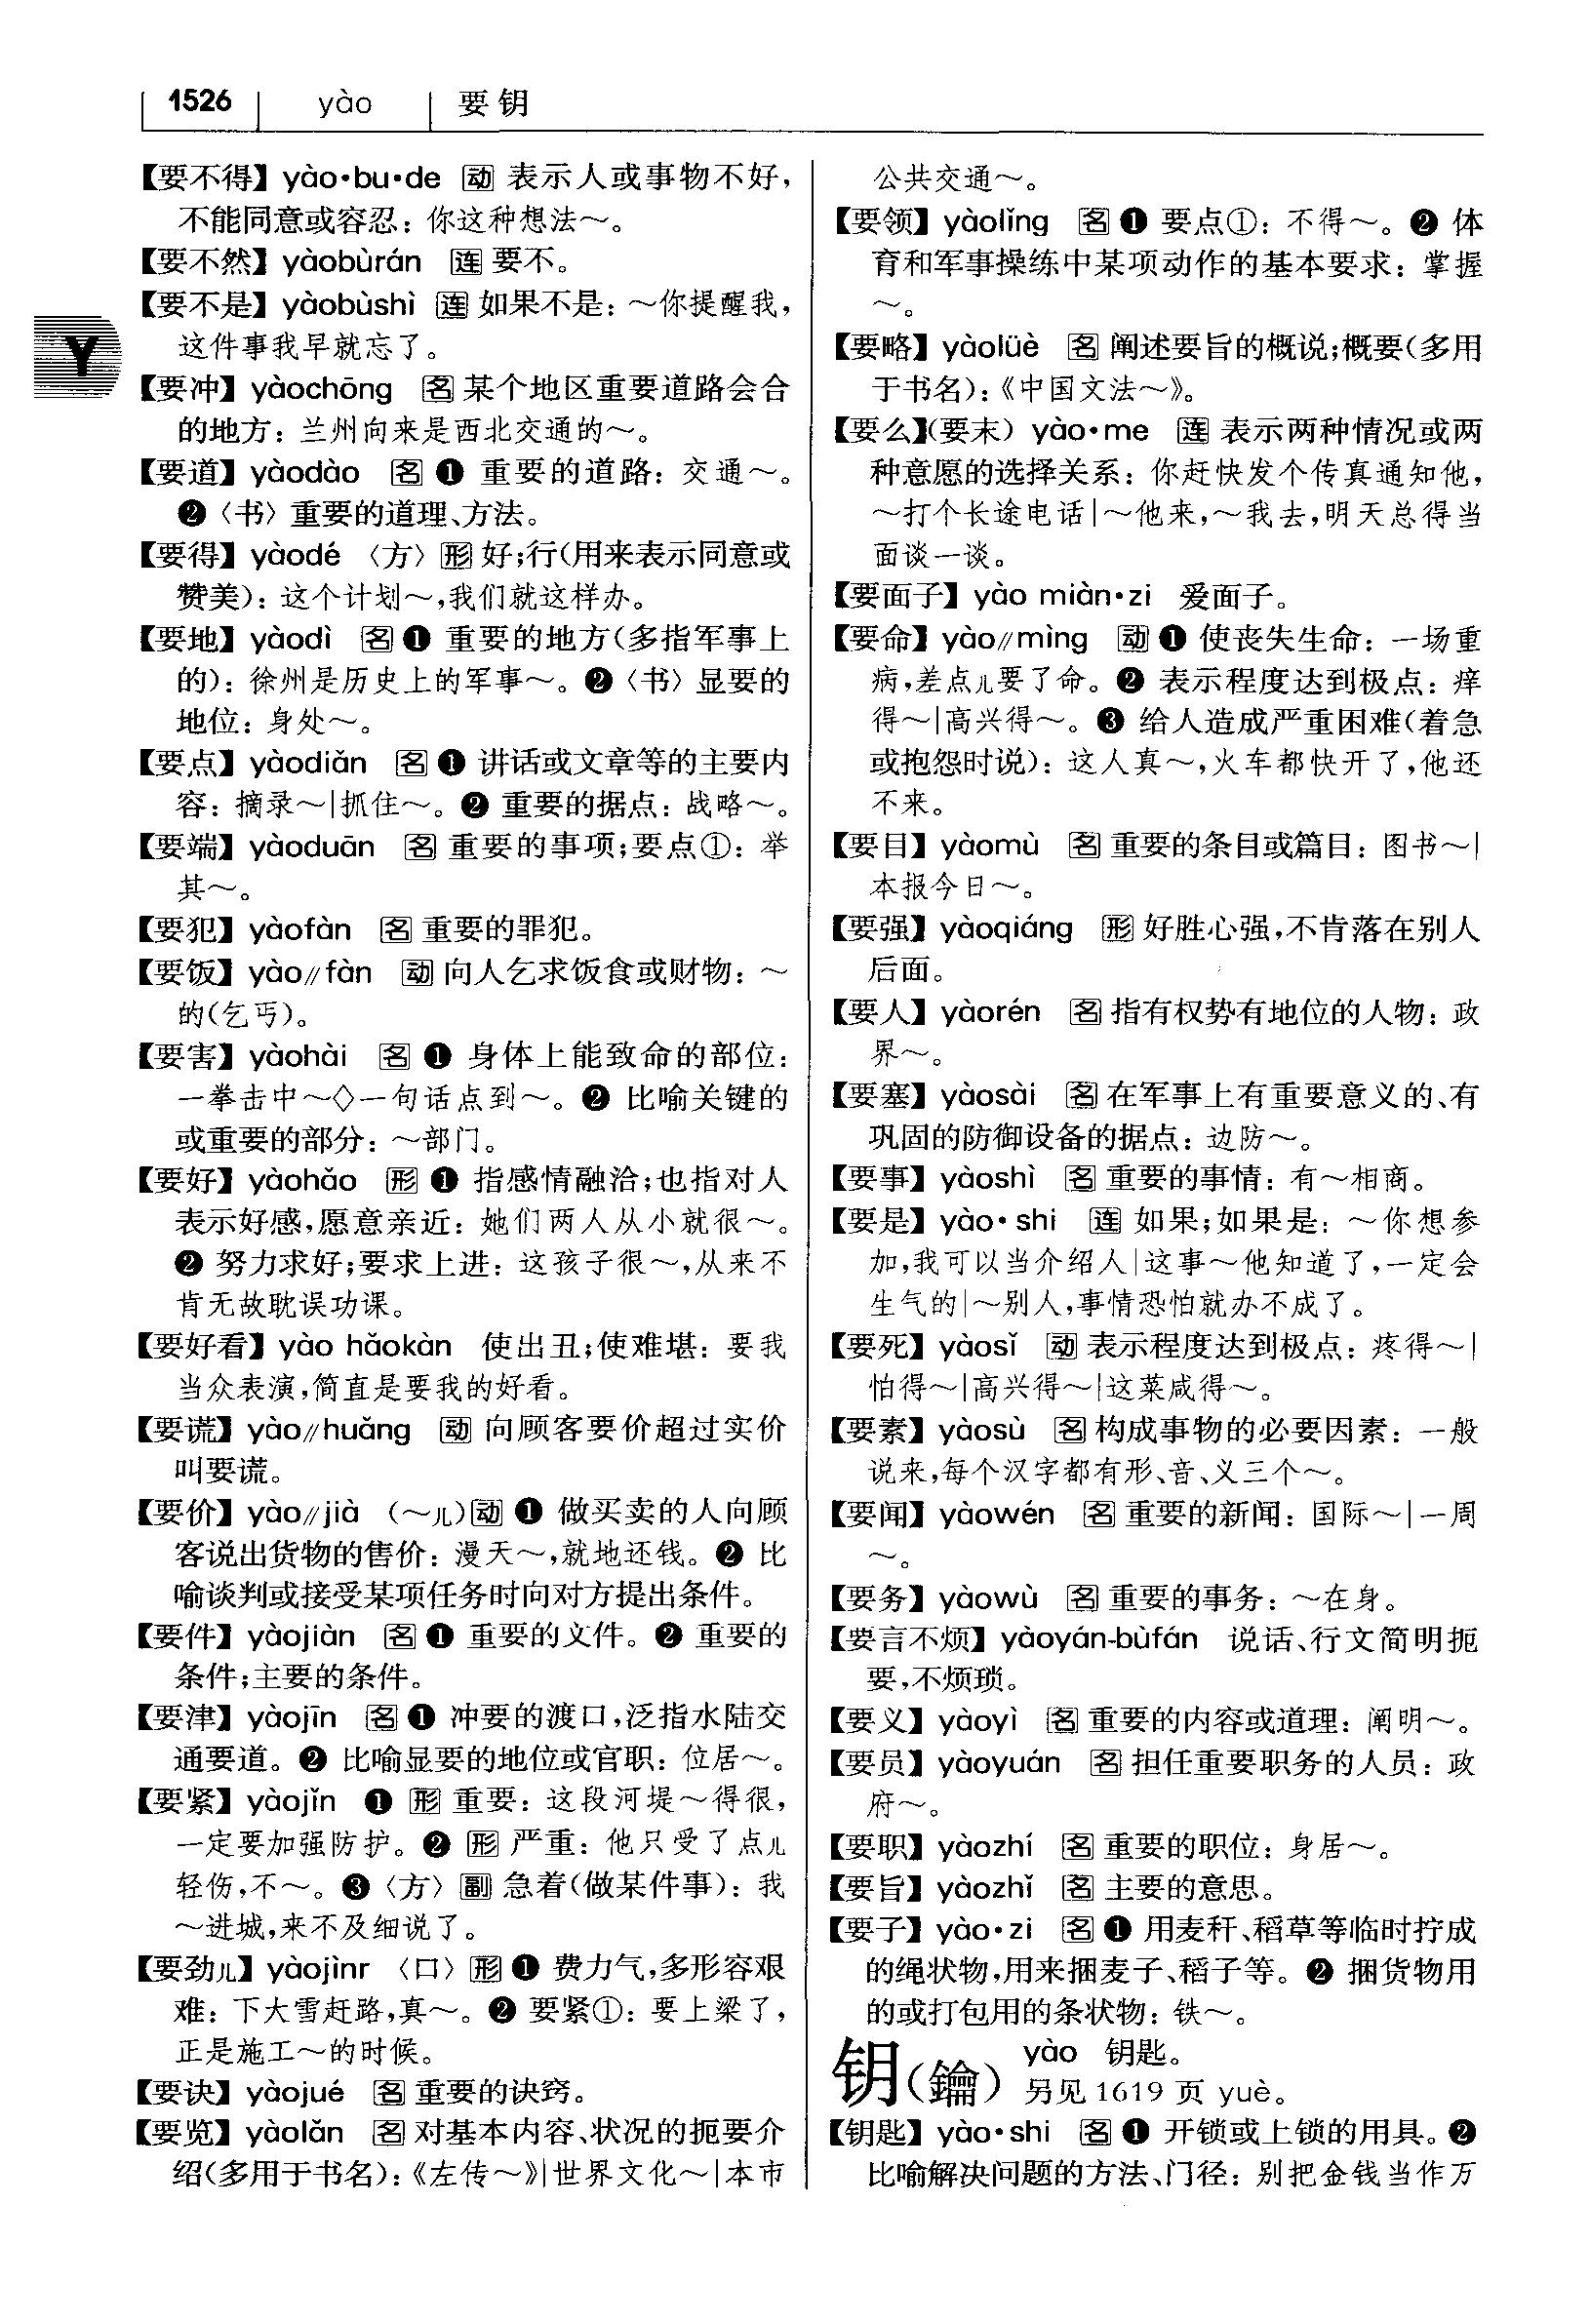 1526 yào 要钥
【要不得】yào·bu·de 动 表示人或事物不好,
不能同意或容忍：你这种想法～。
【要不然】yàobùrán 连 要不。
【要不是】yàobùshì 连 如果不是：～你提醒我,
这件事我早就忘了。
Y
【要冲】yàochōng 名 某个地区重要道路会合
的地方：兰州向来是西北交通的～。
【要道】yàodào 名 ❶ 重要的道路：交通～。
❷〈书〉重要的道理、方法。
【要得】yàodé 〈方〉形 好;行(用来表示同意或
赞美)：这个计划～,我们就这样办。
【要地】yàodì 名 ❶ 重要的地方(多指军事上
的)：徐州是历史上的军事～。❷〈书〉显要的
地位：身处～。
【要点】yàodiǎn 名 ❶ 讲话或文章等的主要内
容：摘录～|抓住～。❷ 重要的据点：战略～。
【要端】yàoduān 名 重要的事项;要点①：举
其～。
【要犯】yàofàn 名 重要的罪犯。
【要饭】yào//fàn 动 向人乞求饭食或财物：～
的(乞丐)。
【要害】yàohài 名 ❶ 身体上能致命的部位：
一拳击中～◇一句话点到～。❷ 比喻关键的
或重要的部分：～部门。
【要好】yàohǎo 形 ❶ 指感情融洽;也指对人
表示好感,愿意亲近：她们两人从小就很～。
❷ 努力求好;要求上进：这孩子很～,从来不
肯无故耽误功课。
【要好看】yào hǎokàn 使出丑;使难堪：要我
当众表演,简直是要我的好看。
【要谎】yào//huǎng 动 向顾客要价超过实价
叫要谎。
【要价】yào//jià (～儿)动 ❶ 做买卖的人向顾
客说出货物的售价：漫天～,就地还钱。❷ 比
喻谈判或接受某项任务时向对方提出条件。
【要件】yàojiàn 名 ❶ 重要的文件。❷ 重要的
条件;主要的条件。
【要津】yàojīn 名 ❶ 冲要的渡口,泛指水陆交
通要道。❷ 比喻显要的地位或官职：位居～。
【要紧】yàojǐn ❶ 形 重要：这段河堤～得很,
一定要加强防护。❷ 形 严重：他只受了点儿
轻伤,不～。❸〈方〉副 急着(做某件事)：我
～进城,来不及细说了。
【要劲儿】yàojìnr 〈口〉形 ❶ 费力气,多形容艰
难：下大雪赶路,真～。❷ 要紧①：要上梁了,
正是施工～的时候。
【要诀】yàojué 名 重要的诀窍。
【要览】yàolǎn 名 对基本内容、状况的扼要介
绍(多用于书名)：《左传～》|世界文化～|本市
公共交通～。
【要领】yàolǐng 名 ❶ 要点①：不得～。❷ 体
育和军事操练中某项动作的基本要求：掌握
～。
【要略】yàolüè 名 阐述要旨的概说;概要(多用
于书名)：《中国文法～》。
【要么】(要末) yào·me 连 表示两种情况或两
种意愿的选择关系：你赶快发个传真通知他,
～打个长途电话|～他来,～我去,明天总得当
面谈一谈。
【要面子】yào miàn·zi 爱面子。
【要命】yào//mìng 动 ❶ 使丧失生命：一场重
病,差点儿要了命。❷ 表示程度达到极点：痒
得～|高兴得～。❸ 给人造成严重困难(着急
或抱怨时说)：这人真～,火车都快开了,他还
不来。
【要目】yàomù 名 重要的条目或篇目：图书～|
本报今日～。
【要强】yàoqiáng 形 好胜心强,不肯落在别人
后面。
【要人】yàorén 名 指有权势有地位的人物：政
界～。
【要塞】yàosài 名 在军事上有重要意义的、有
巩固的防御设备的据点：边防～。
【要事】yàoshì 名 重要的事情：有～相商。
【要是】yào·shi 连 如果;如果是：～你想参
加,我可以当介绍人|这事～他知道了,一定会
生气的|～别人,事情恐怕就办不成了。
【要死】yàosǐ 动 表示程度达到极点：疼得～|
怕得～|高兴得～|这菜咸得～。
【要素】yàosù 名 构成事物的必要因素：一般
说来,每个汉字都有形、音、义三个～。
【要闻】yàowén 名 重要的新闻：国际～|一周
～。
【要务】yàowù 名 重要的事务：～在身。
【要言不烦】yàoyán-bùfán 说话、行文简明扼
要,不烦琐。
【要义】yàoyì 名 重要的内容或道理：阐明～。
【要员】yàoyuán 名 担任重要职务的人员：政
府～。
【要职】yàozhí 名 重要的职位：身居～。
【要旨】yàozhǐ 名 主要的意思。
【要子】yào·zi 名 ❶ 用麦秆、稻草等临时拧成
的绳状物,用来捆麦子、稻子等。❷ 捆货物用
的或打包用的条状物：铁～。
钥(鑰) yào 钥匙。
另见1619页 yuè。
【钥匙】yào·shi 名 ❶ 开锁或上锁的用具。❷
比喻解决问题的方法、门径：别把金钱当作万